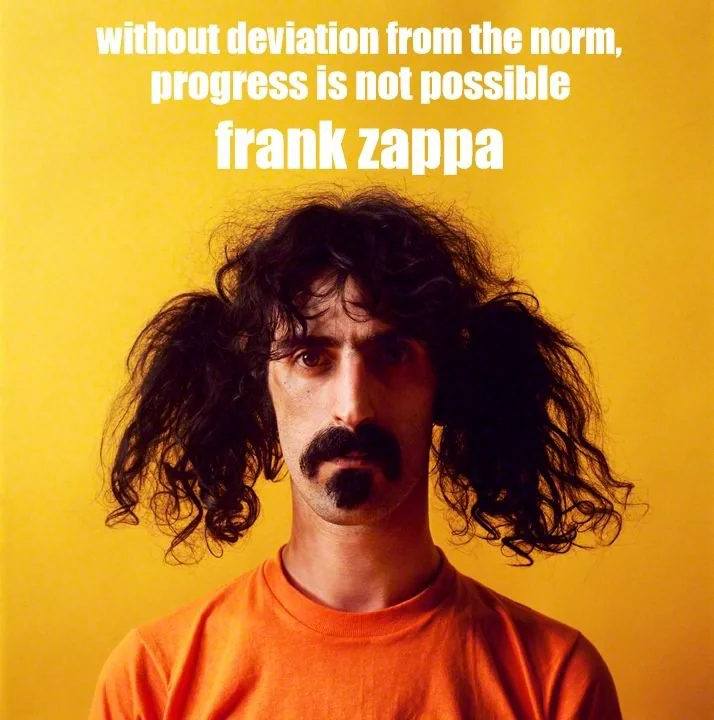 without deviation from the norm,
progress is not possible
frank zappa